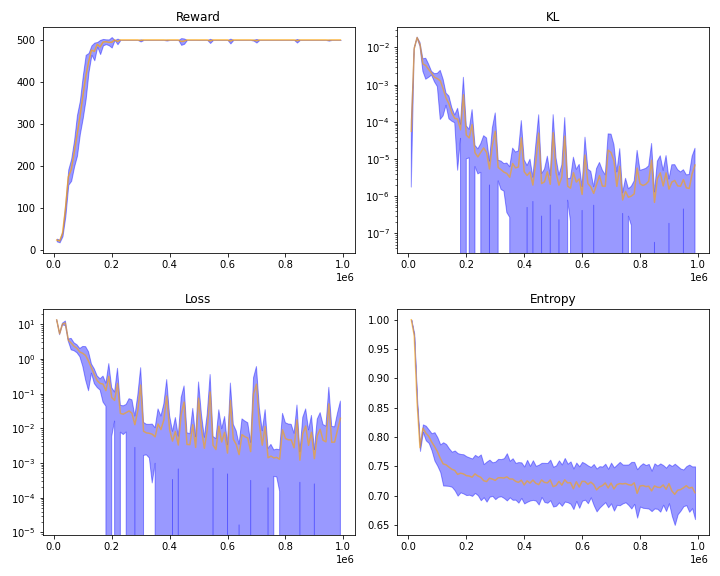 Reward
500
400
300
200
100
0
0.0 0.2 0.4 0.6 0.8 1.0
1e6
KL
10⁻²
10⁻³
10⁻⁴
10⁻⁵
10⁻⁶
10⁻⁷
0.0 0.2 0.4 0.6 0.8 1.0
1e6
Loss
10¹
10⁰
10⁻¹
10⁻²
10⁻³
10⁻⁴
10⁻⁵
0.0 0.2 0.4 0.6 0.8 1.0
1e6
Entropy
1.00
0.95
0.90
0.85
0.80
0.75
0.70
0.65
0.0 0.2 0.4 0.6 0.8 1.0
1e6